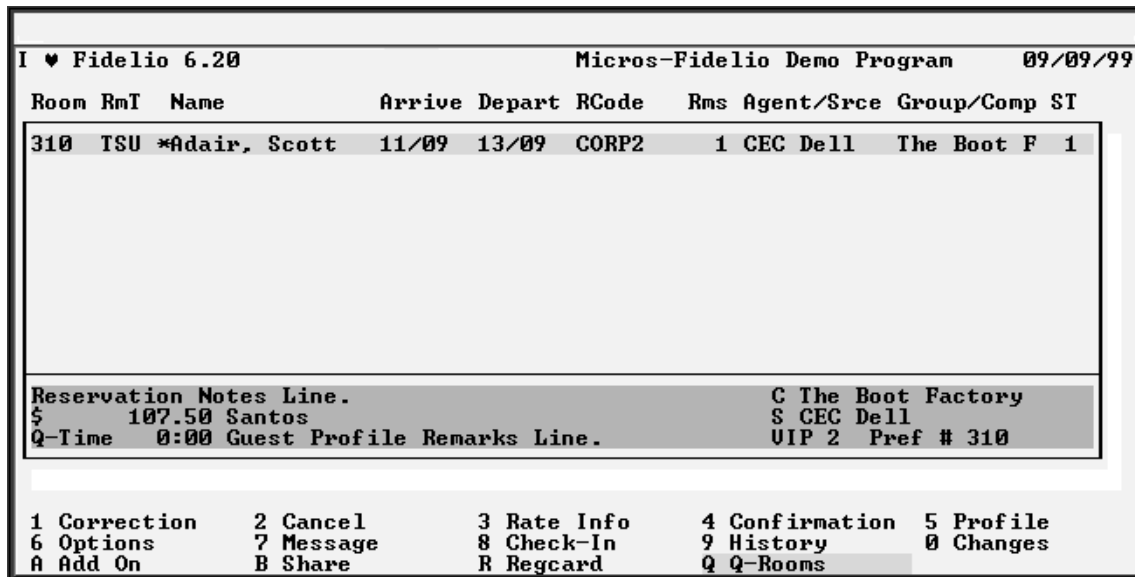 I ♥ Fidelio 6.20 Micros-Fidelio Demo Program 09/09/99
Room RmT Name Arrive Depart RCode Rms Agent/Srce Group/Comp ST
310 TSU *Adair, Scott 11/09 13/09 CORP2 1 CEC Dell The Boot F 1
Reservation Notes Line. C The Boot Factory
$ 107.50 Santos S CEC Dell
Q-Time 0:00 Guest Profile Remarks Line. VIP 2 Pref # 310
1 Correction 2 Cancel 3 Rate Info 4 Confirmation 5 Profile
6 Options 7 Message 8 Check-In 9 History 0 Changes
A Add On B Share R Regcard Q Q-Rooms